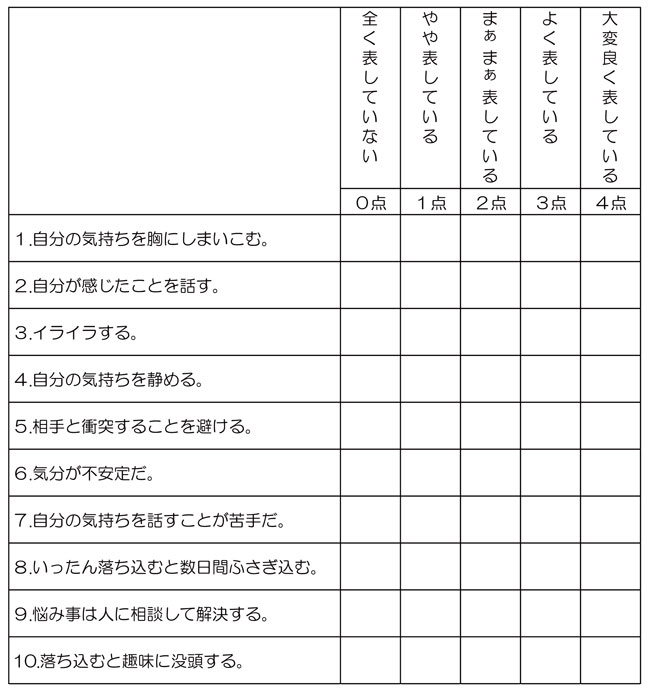 全く表していない
やや表している
まぁまぁ表している
よく表している
大変良く表している
0点 1点 2点 3点 4点
1.自分の気持ちを胸にしまいこむ。
2.自分が感じたことを話す。
3.イライラする。
4.自分の気持ちを静める。
5.相手と衝突することを避ける。
6.気分が不安定だ。
7.自分の気持ちを話すことが苦手だ。
8.いったん落ち込むと数日間ふさぎ込む。
9.悩み事は人に相談して解決する。
10.落ち込むと趣味に没頭する。